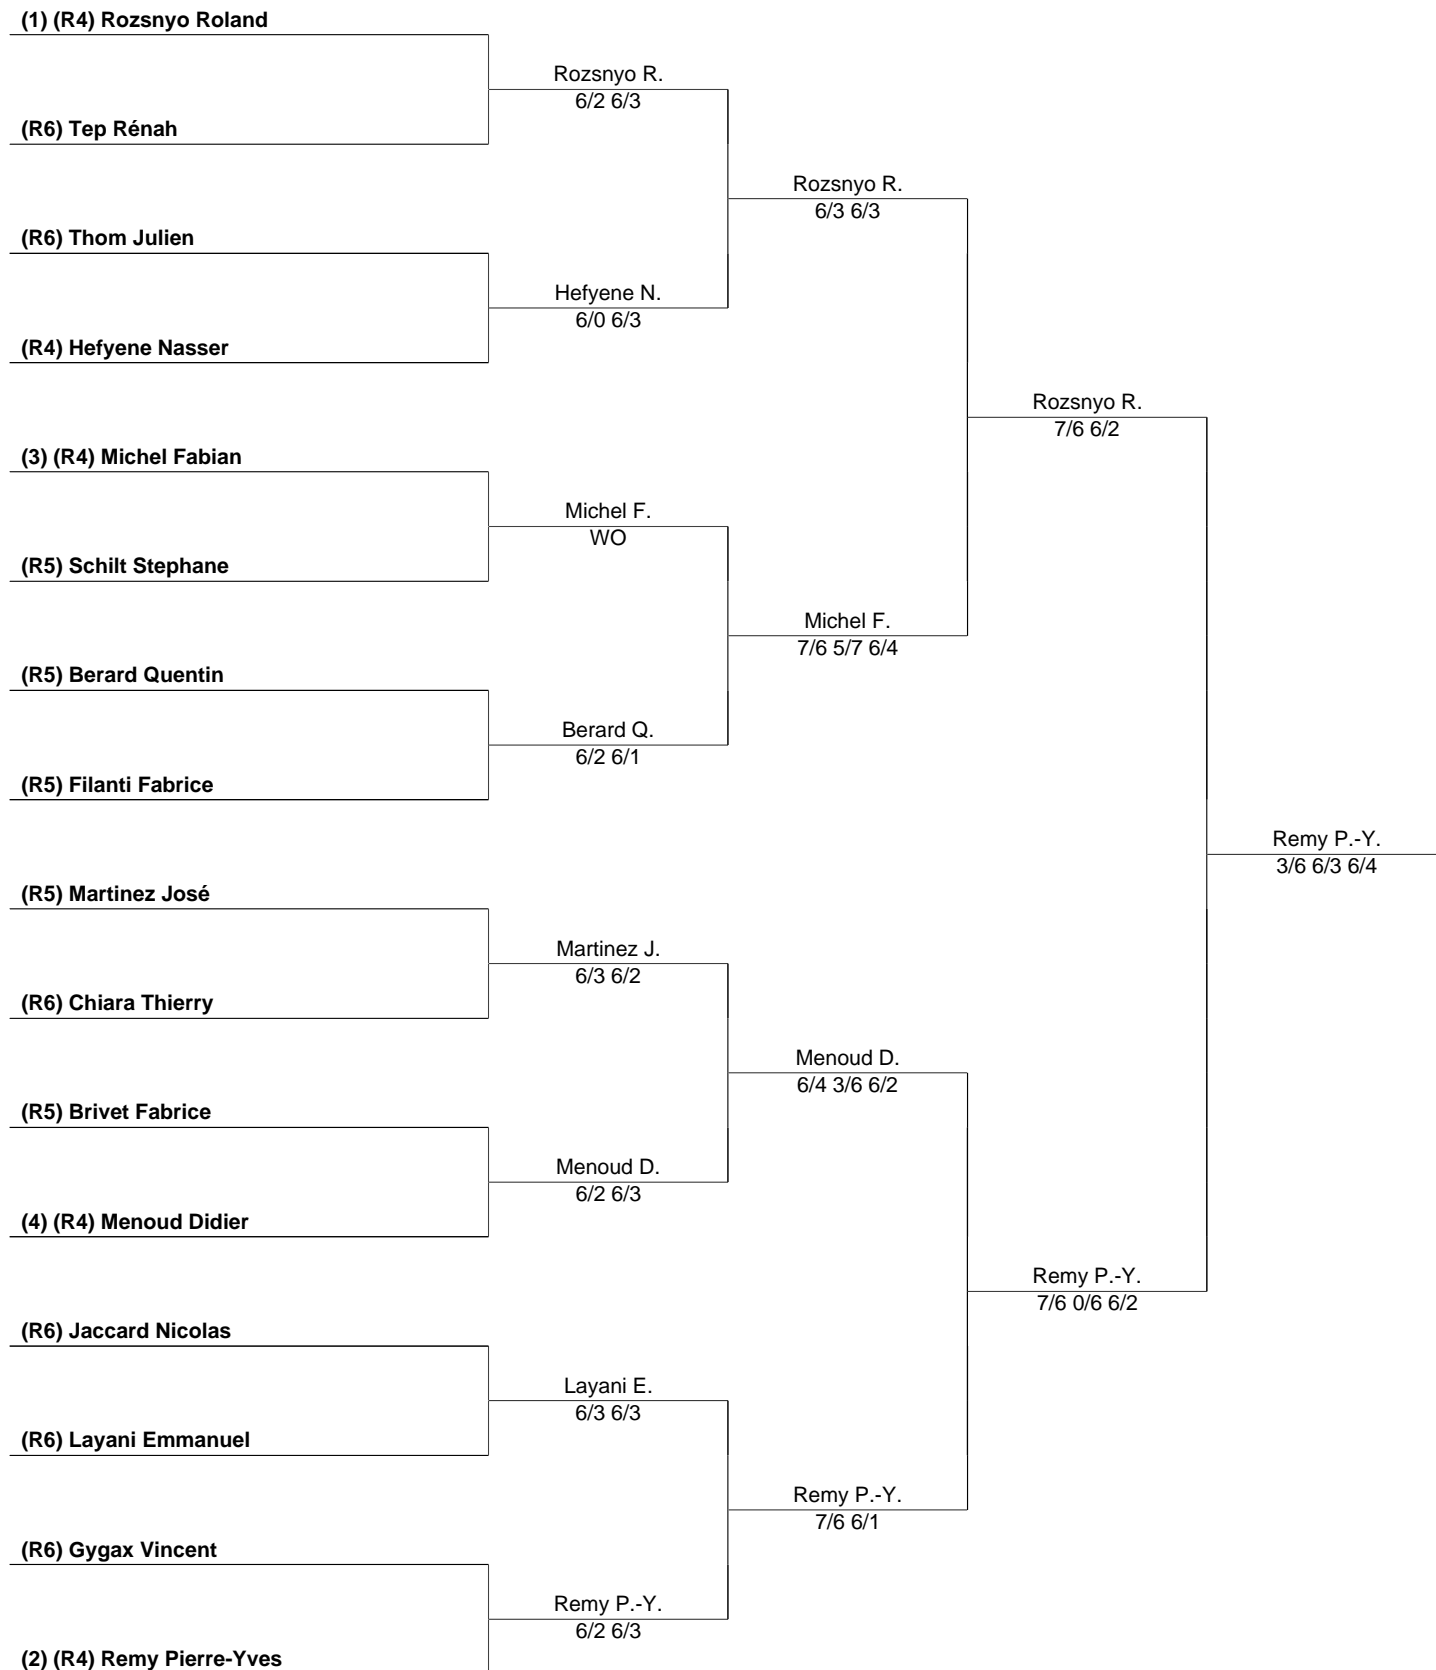 (1) (R4) Rozsnyo Roland
Rozsnyo R.
6/2 6/3
(R6) Tep Rénah
Rozsnyo R.
6/3 6/3
(R6) Thom Julien
Hefyene N.
6/0 6/3
(R4) Hefyene Nasser
Rozsnyo R.
7/6 6/2
(3) (R4) Michel Fabian
Michel F.
WO
(R5) Schilt Stephane
Michel F.
7/6 5/7 6/4
(R5) Berard Quentin
Berard Q.
6/2 6/1
(R5) Filanti Fabrice
Remy P.-Y.
3/6 6/3 6/4
(R5) Martinez José
Martinez J.
6/3 6/2
(R6) Chiara Thierry
Menoud D.
6/4 3/6 6/2
(R5) Brivet Fabrice
Menoud D.
6/2 6/3
(4) (R4) Menoud Didier
Remy P.-Y.
7/6 0/6 6/2
(R6) Jaccard Nicolas
Layani E.
6/3 6/3
(R6) Layani Emmanuel
Remy P.-Y.
7/6 6/1
(R6) Gygax Vincent
Remy P.-Y.
6/2 6/3
(2) (R4) Remy Pierre-Yves